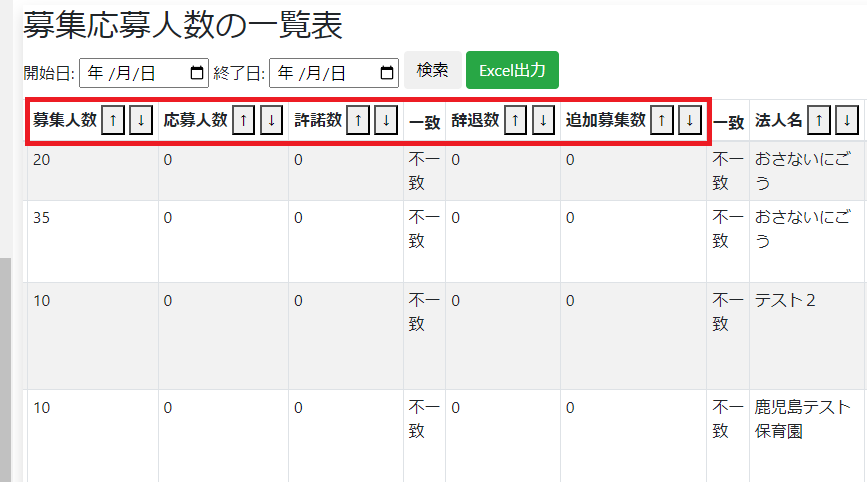 募集応募人数の一覧表
開始日: 年 /月/日 終了日: 年 /月/日 検索 Excel出力
募集人数 ↑ ↓ 応募人数 ↑ ↓ 許諾数 ↑ ↓ 一致 辞退数 ↑ ↓ 追加募集数 ↑ ↓ 一致 法人名 ↑ ↓
20 0 0 不一致 0 0 不一致 おさないにごう
35 0 0 不一致 0 0 不一致 おさないにごう
10 0 0 不一致 0 0 不一致 テスト２
10 0 0 不一致 0 0 不一致 鹿児島テスト保育園